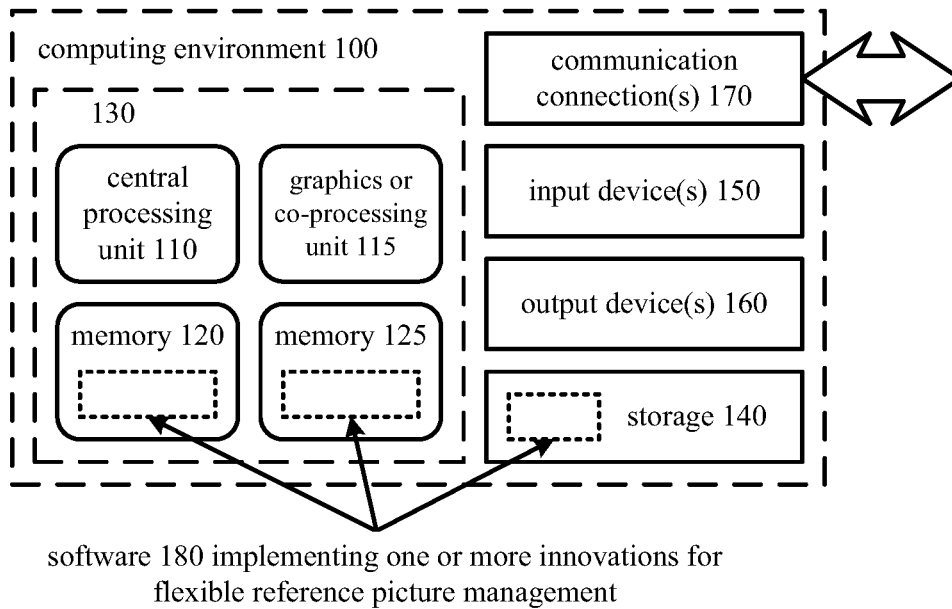 computing environment 100
130
central
processing
unit 110
graphics or
co-processing
unit 115
memory 120
memory 125
communication
connection(s) 170
input device(s) 150
output device(s) 160
storage 140
software 180 implementing one or more innovations for
flexible reference picture management